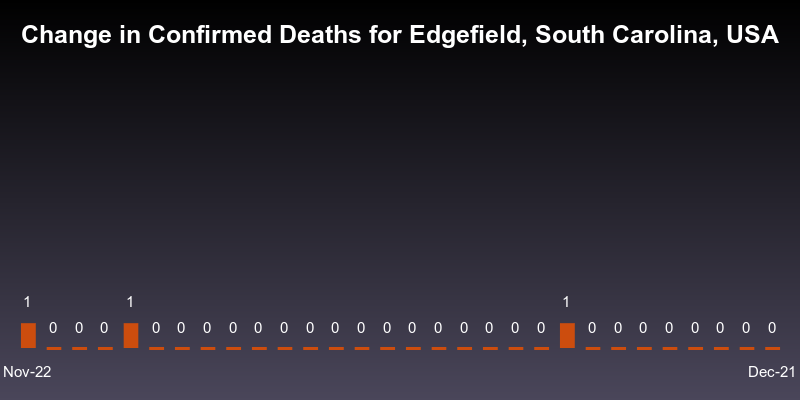 Change in Confirmed Deaths for Edgefield, South Carolina, USA
1 1 1
0 0 0 0 0 0 0 0 0 0 0 0 0 0 0 0 0 0 0 0 0 0 0 0 0 0 0
Nov-22 Dec-21